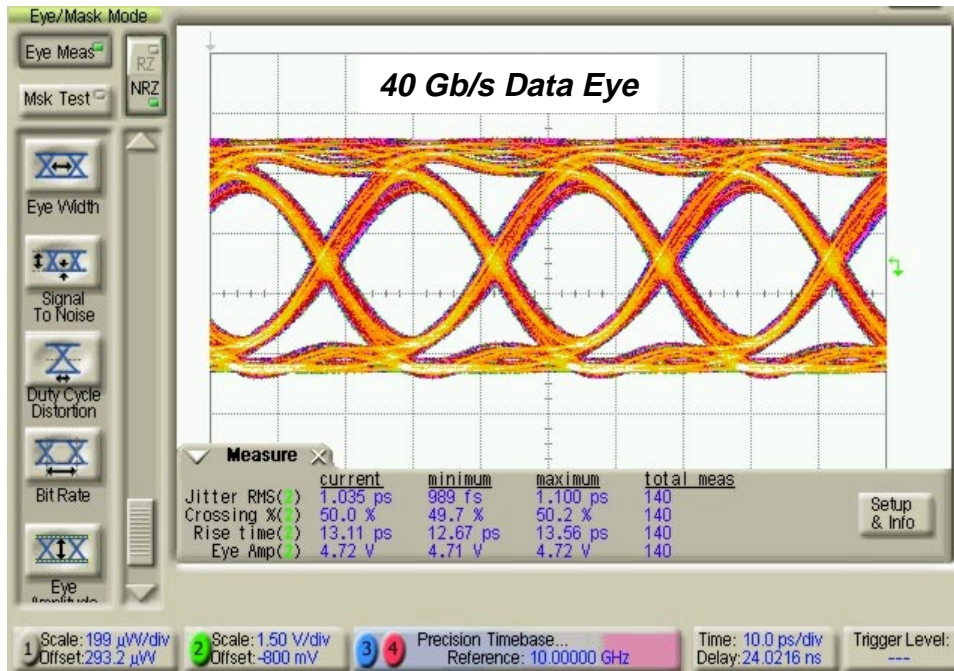 Eye/Mask Mode
Eye Meas
RZ
NRZ
Msk Test
40 Gb/s Data Eye
Eye Width
Signal
To Noise
Duty Cycle
Distortion
Bit Rate
Eye
Measure
current minimum maximum total meas
Jitter RMS(2) 1.035 ps 989 fs 1.100 ps 140
Crossing %(2) 50.0 % 49.7 % 50.2 % 140
Rise time(2) 13.11 ps 12.67 ps 13.56 ps 140
Eye Amp(2) 4.72 V 4.71 V 4.72 V 140
Setup
& Info
1 Scale: 199 µW/div
Offset: 293.2 µW
2 Scale: 1.50 V/div
Offset: -800 mV
3 4
Precision Timebase...
Reference: 10.00000 GHz
Time: 10.0 ps/div
Delay: 24.0216 ns
Trigger Level:
---